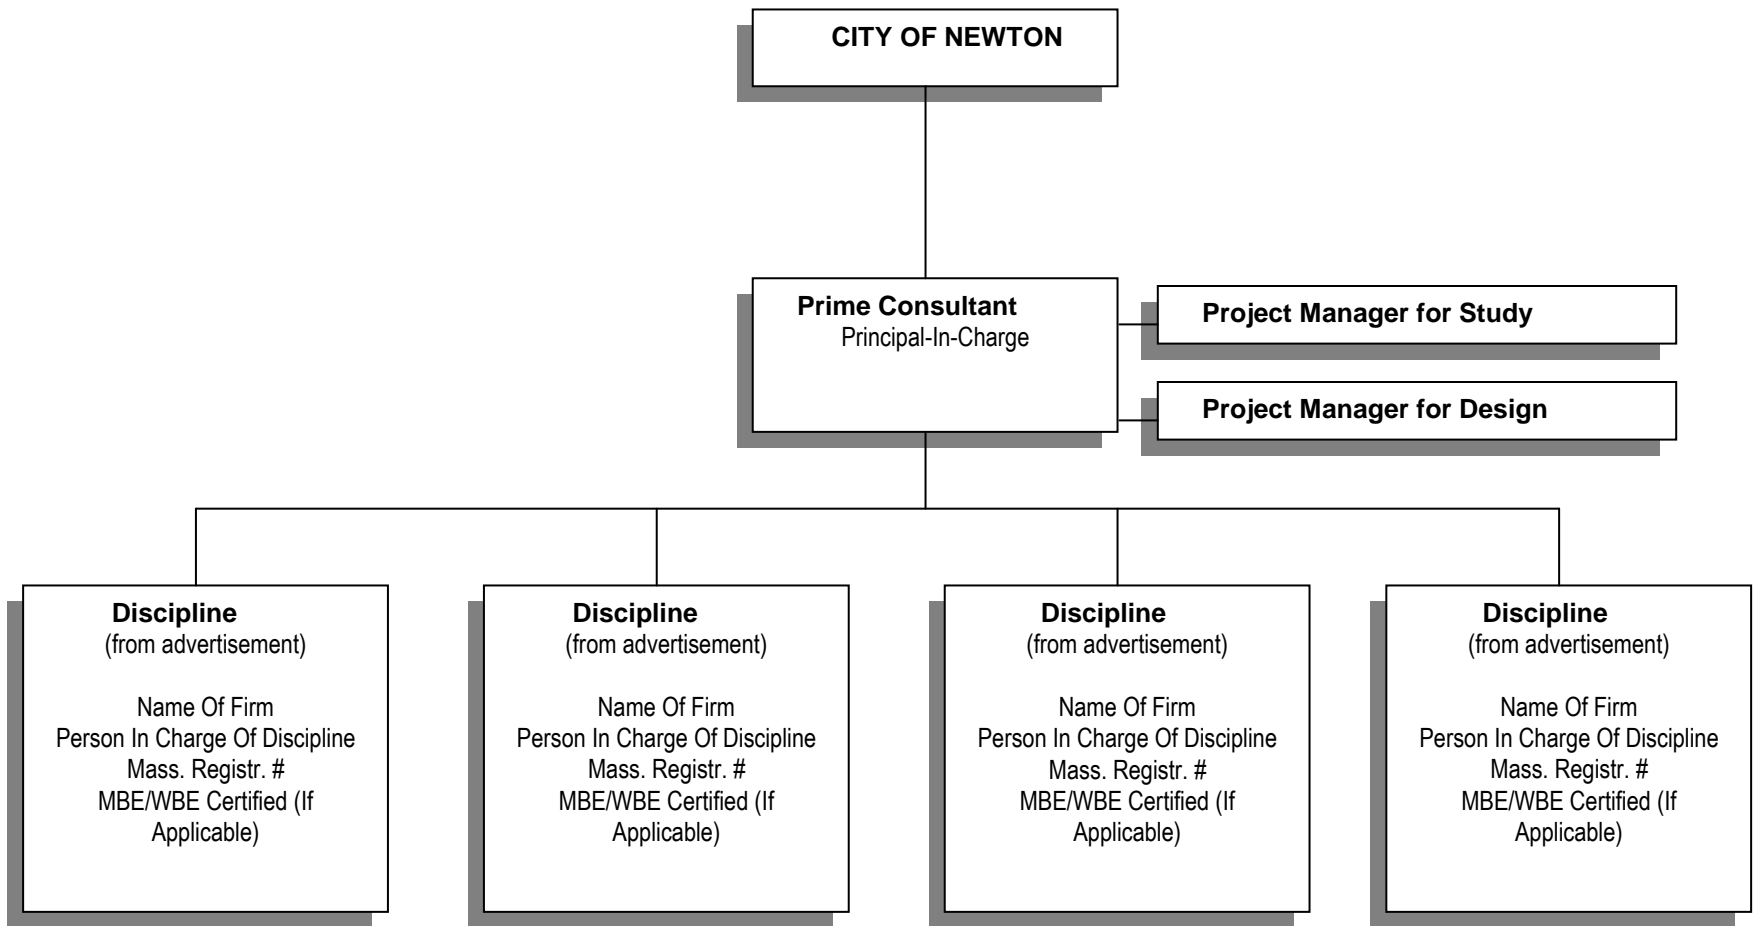 CITY OF NEWTON
Prime Consultant
Principal-In-Charge
Project Manager for Study
Project Manager for Design
Discipline
(from advertisement)
Name Of Firm
Person In Charge Of Discipline
Mass. Registr. #
MBE/WBE Certified (If
Applicable)
Discipline
(from advertisement)
Name Of Firm
Person In Charge Of Discipline
Mass. Registr. #
MBE/WBE Certified (If
Applicable)
Discipline
(from advertisement)
Name Of Firm
Person In Charge Of Discipline
Mass. Registr. #
MBE/WBE Certified (If
Applicable)
Discipline
(from advertisement)
Name Of Firm
Person In Charge Of Discipline
Mass. Registr. #
MBE/WBE Certified (If
Applicable)